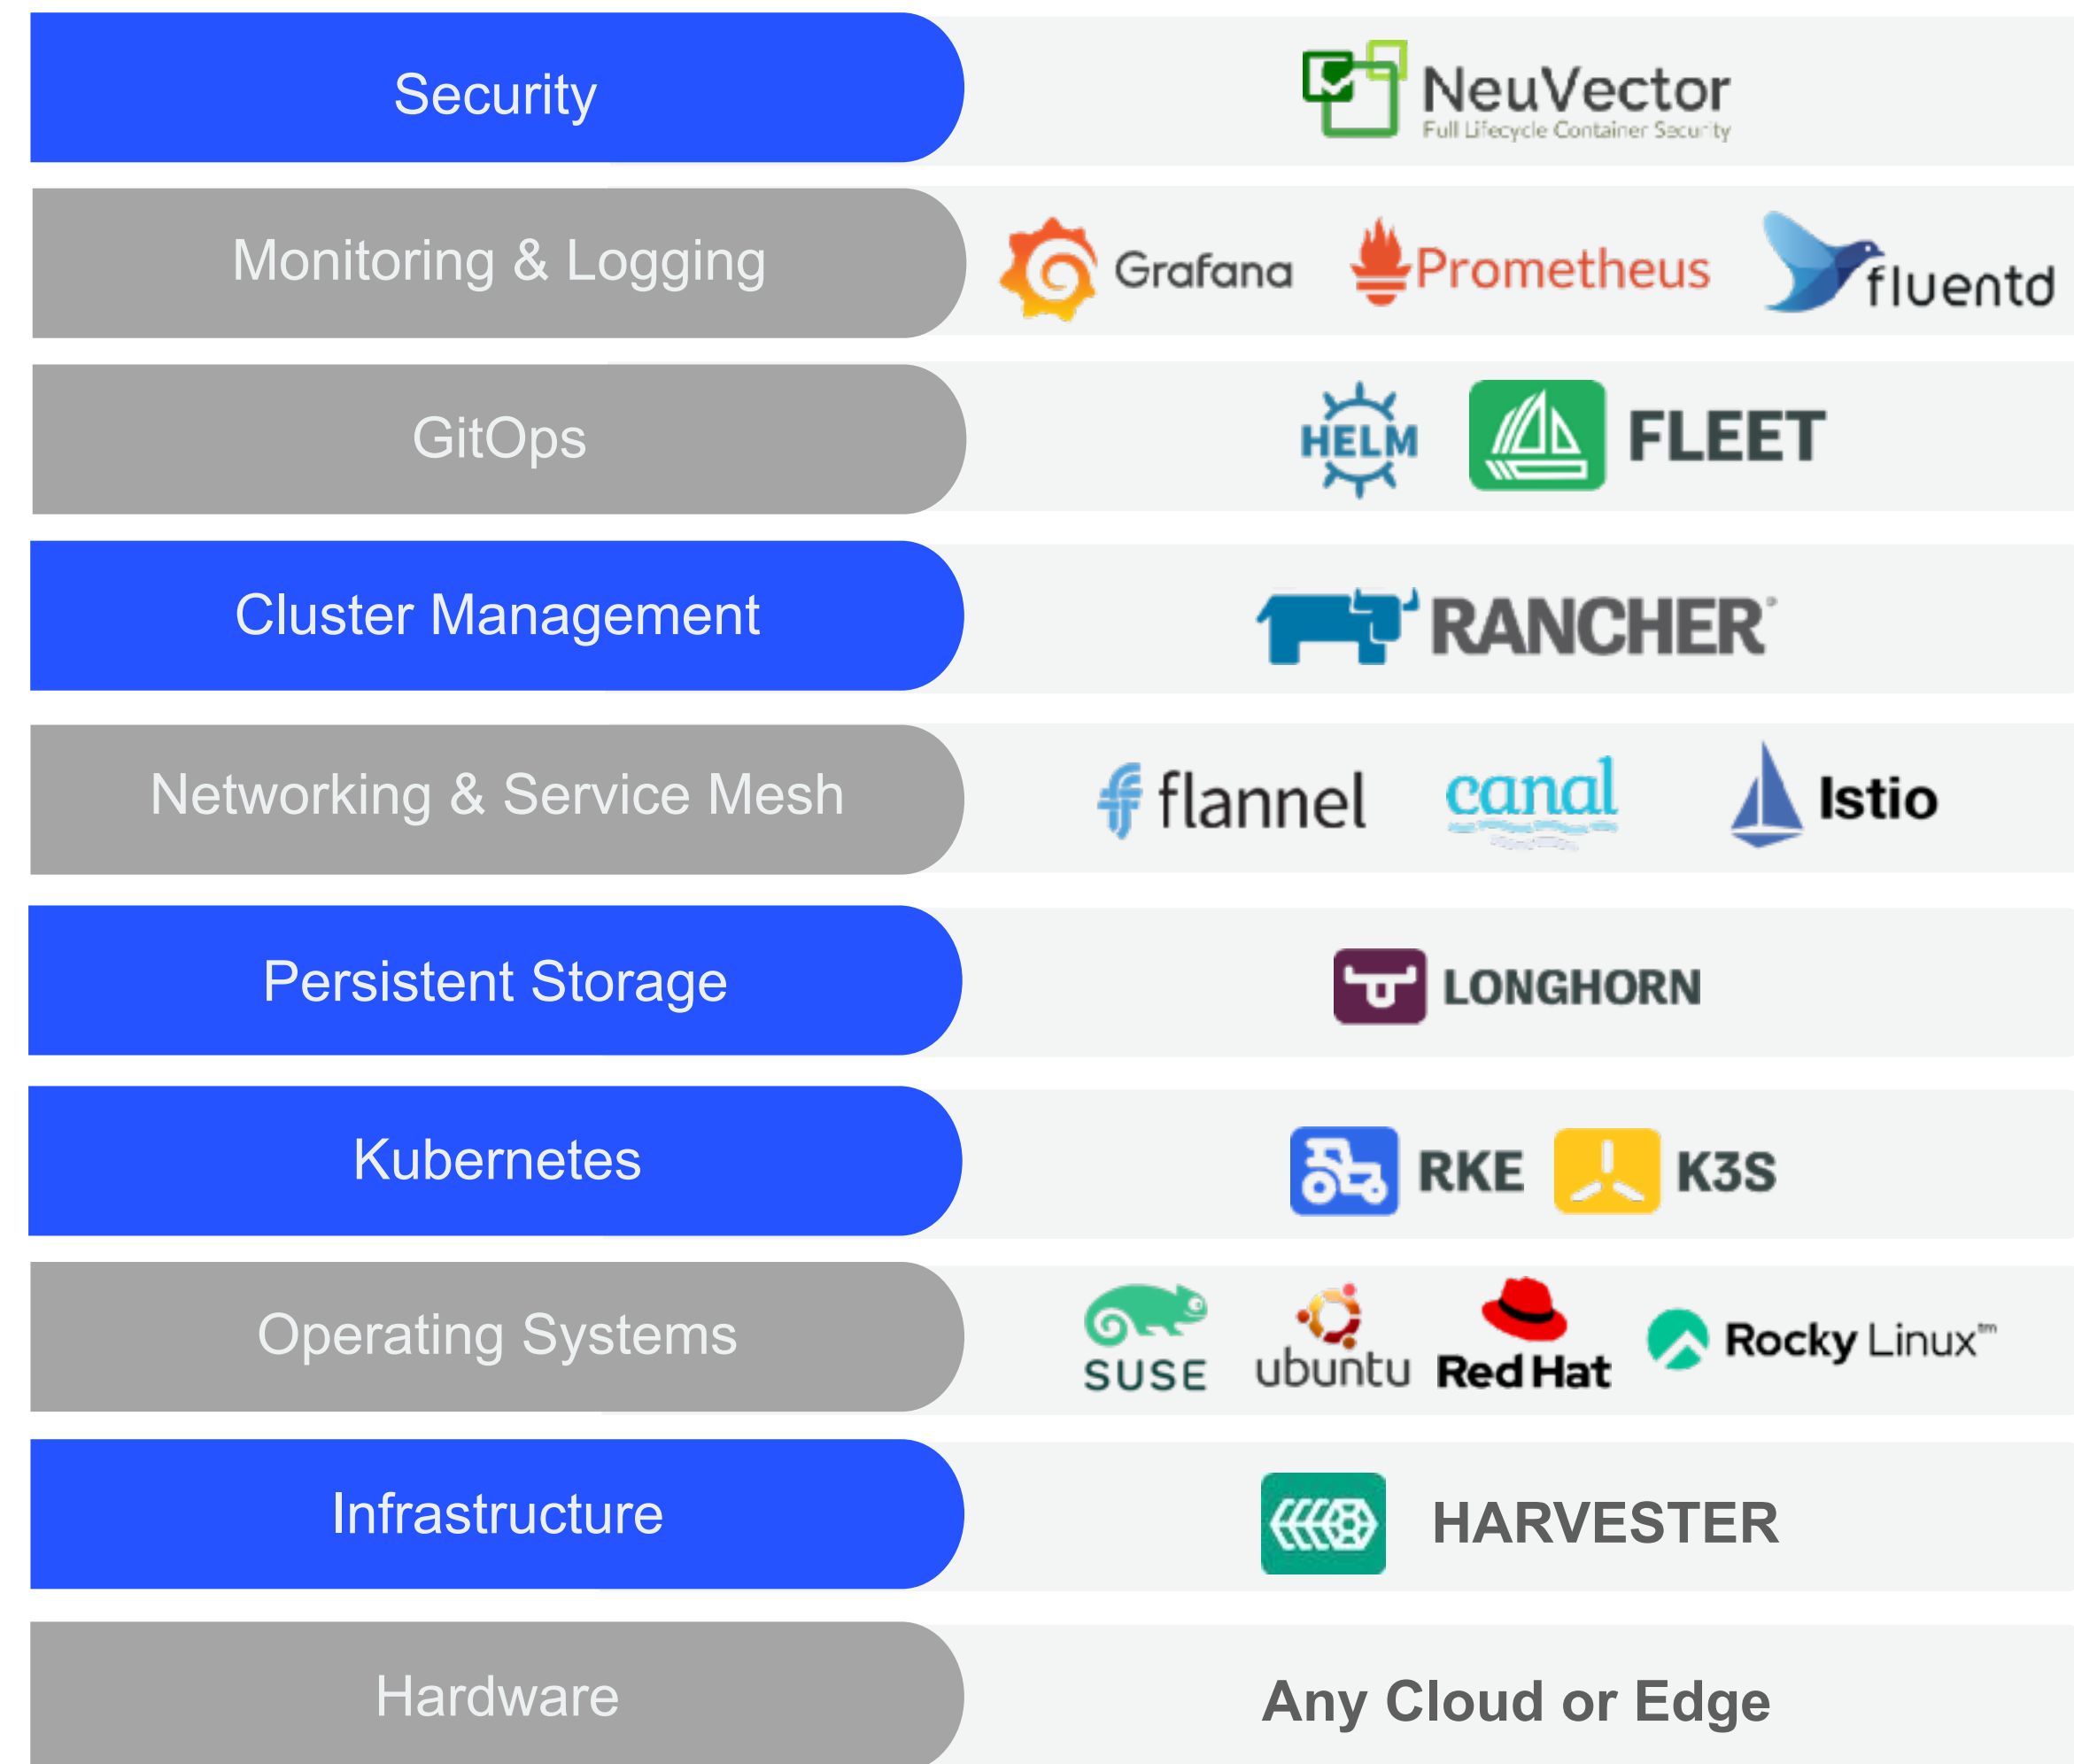 Security
NeuVector
Full Lifecycle Container Security
Monitoring & Logging
Grafana
Prometheus
fluentd
GitOps
HELM
FLEET
Cluster Management
RANCHER®
Networking & Service Mesh
flannel
canal
Istio
Persistent Storage
LONGHORN
Kubernetes
RKE
K3S
Operating Systems
SUSE
ubuntu
Red Hat
Rocky Linux™
Infrastructure
HARVESTER
Hardware
Any Cloud or Edge